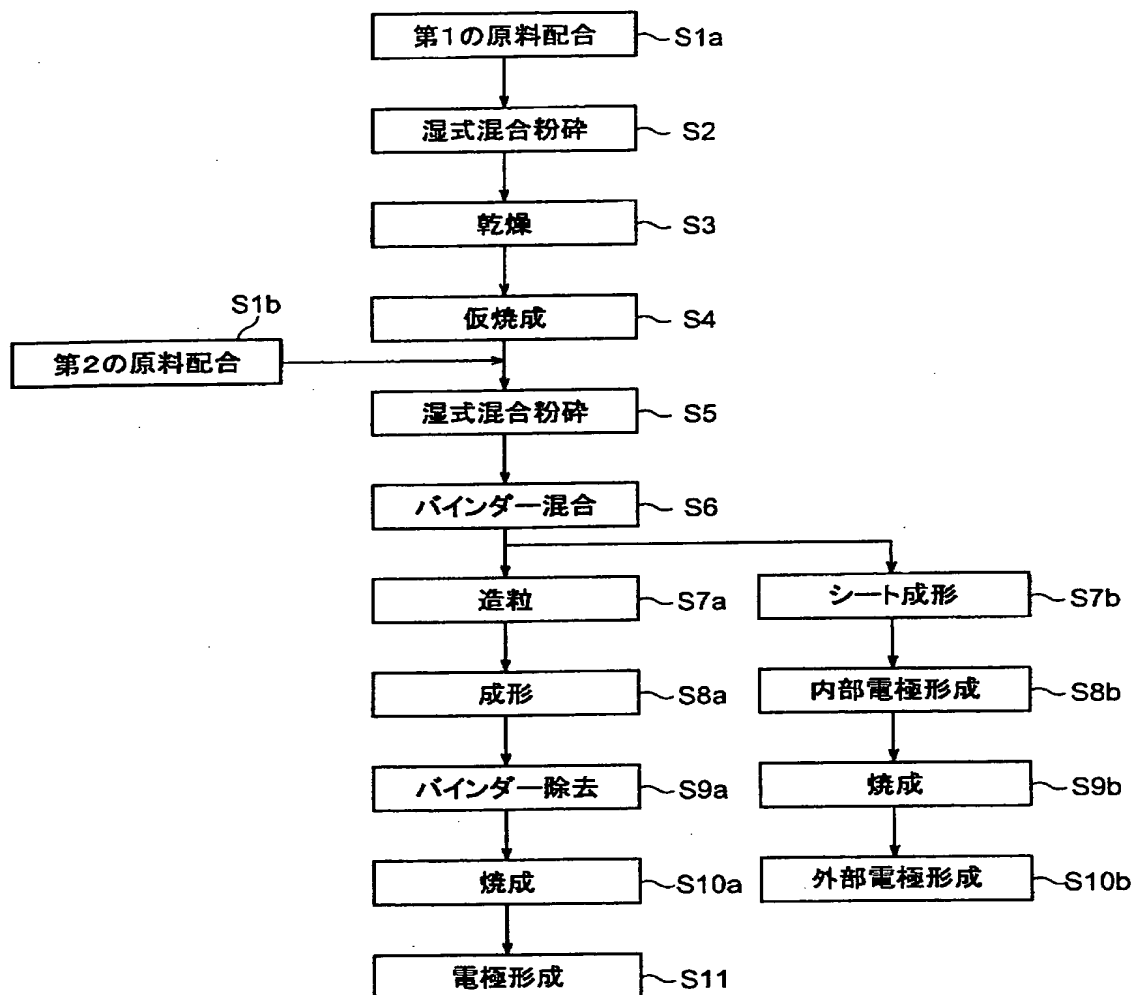 第1の原料配合 S1a
湿式混合粉砕 S2
乾燥 S3
仮焼成 S4
S1b
第2の原料配合
湿式混合粉砕 S5
バインダー混合 S6
造粒 S7a
シート成形 S7b
成形 S8a
内部電極形成 S8b
バインダー除去 S9a
焼成 S9b
焼成 S10a
外部電極形成 S10b
電極形成 S11